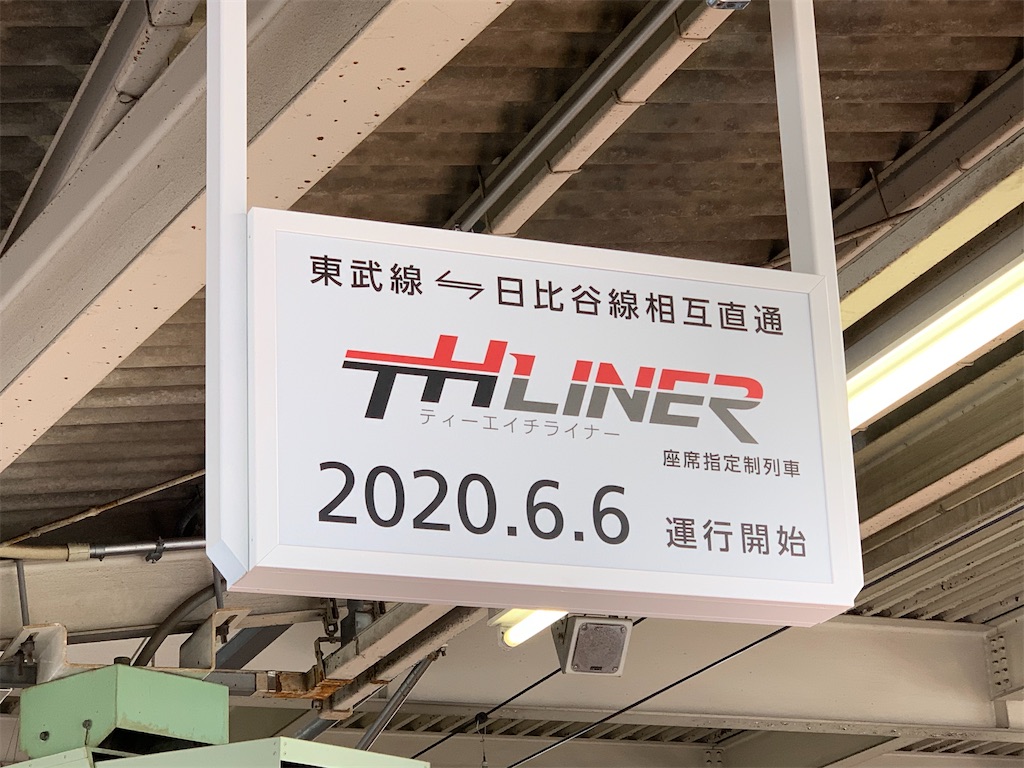 東武線⇋日比谷線相互直通
THLINER
ティーエイチライナー
座席指定制列車
2020.6.6 運行開始